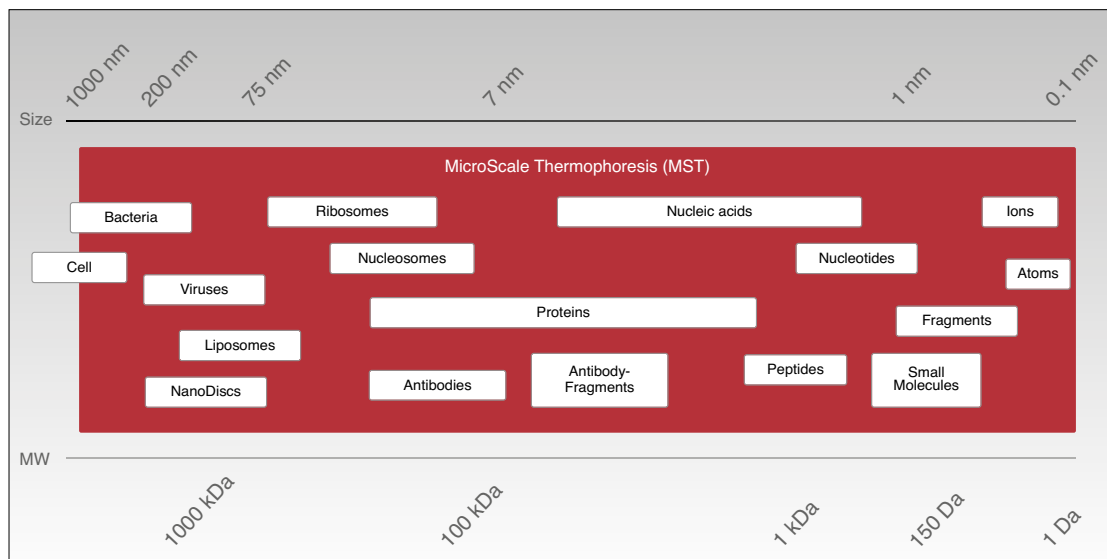 1000 nm
200 nm
75 nm
7 nm
1 nm
0.1 nm
Size
MicroScale Thermophoresis (MST)
Bacteria
Ribosomes
Nucleic acids
Ions
Cell
Nucleosomes
Nucleotides
Atoms
Viruses
Proteins
Fragments
Liposomes
NanoDiscs
Antibodies
Antibody-
Fragments
Peptides
Small
Molecules
MW
1000 kDa
100 kDa
1 kDa
150 Da
1 Da